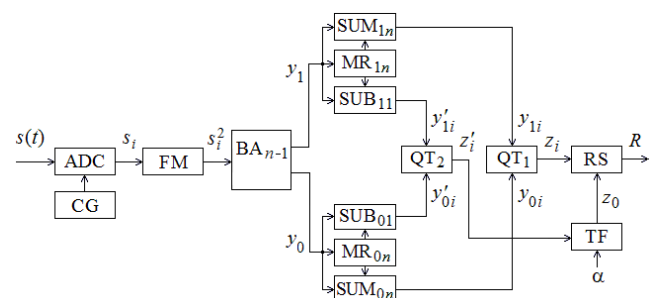 SUM₁ₙ
y₁
MR₁ₙ
SUB₁₁
s(t)
sᵢ
sᵢ²
y′₁ᵢ
z′ᵢ
y₁ᵢ
zᵢ
R
ADC
FM
BAₙ₋₁
QT₂
QT₁
RS
CG
y′₀ᵢ
y₀ᵢ
z₀
SUB₀₁
y₀
MR₀ₙ
TF
SUM₀ₙ
α